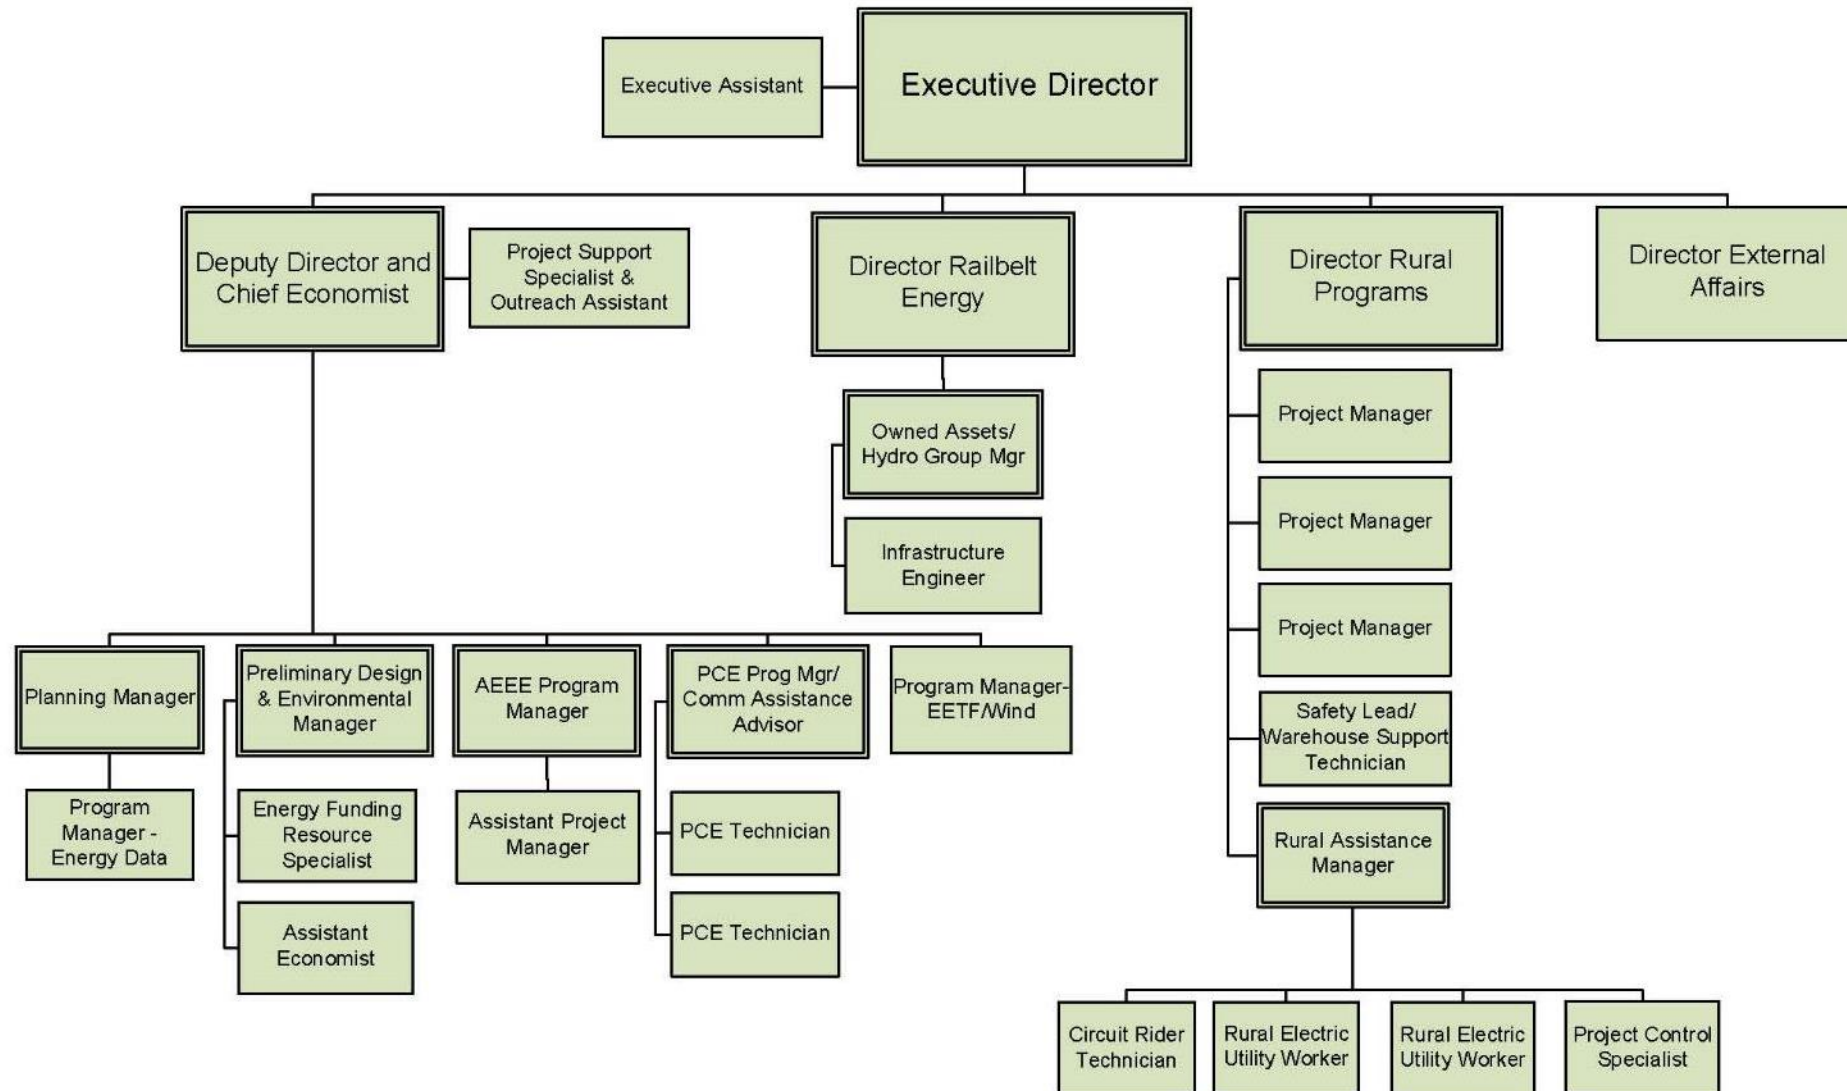 Executive Assistant
Executive Director
Deputy Director and
Chief Economist
Project Support
Specialist &
Outreach Assistant
Director Railbelt
Energy
Director Rural
Programs
Director External
Affairs
Owned Assets/
Hydro Group Mgr
Infrastructure
Engineer
Project Manager
Project Manager
Project Manager
Safety Lead/
Warehouse Support
Technician
Rural Assistance
Manager
Planning Manager
Preliminary Design
& Environmental
Manager
AEEE Program
Manager
PCE Prog Mgr/
Comm Assistance
Advisor
Program Manager-
EETF/Wind
Program
Manager -
Energy Data
Energy Funding
Resource
Specialist
Assistant
Economist
Assistant Project
Manager
PCE Technician
PCE Technician
Circuit Rider
Technician
Rural Electric
Utility Worker
Rural Electric
Utility Worker
Project Control
Specialist